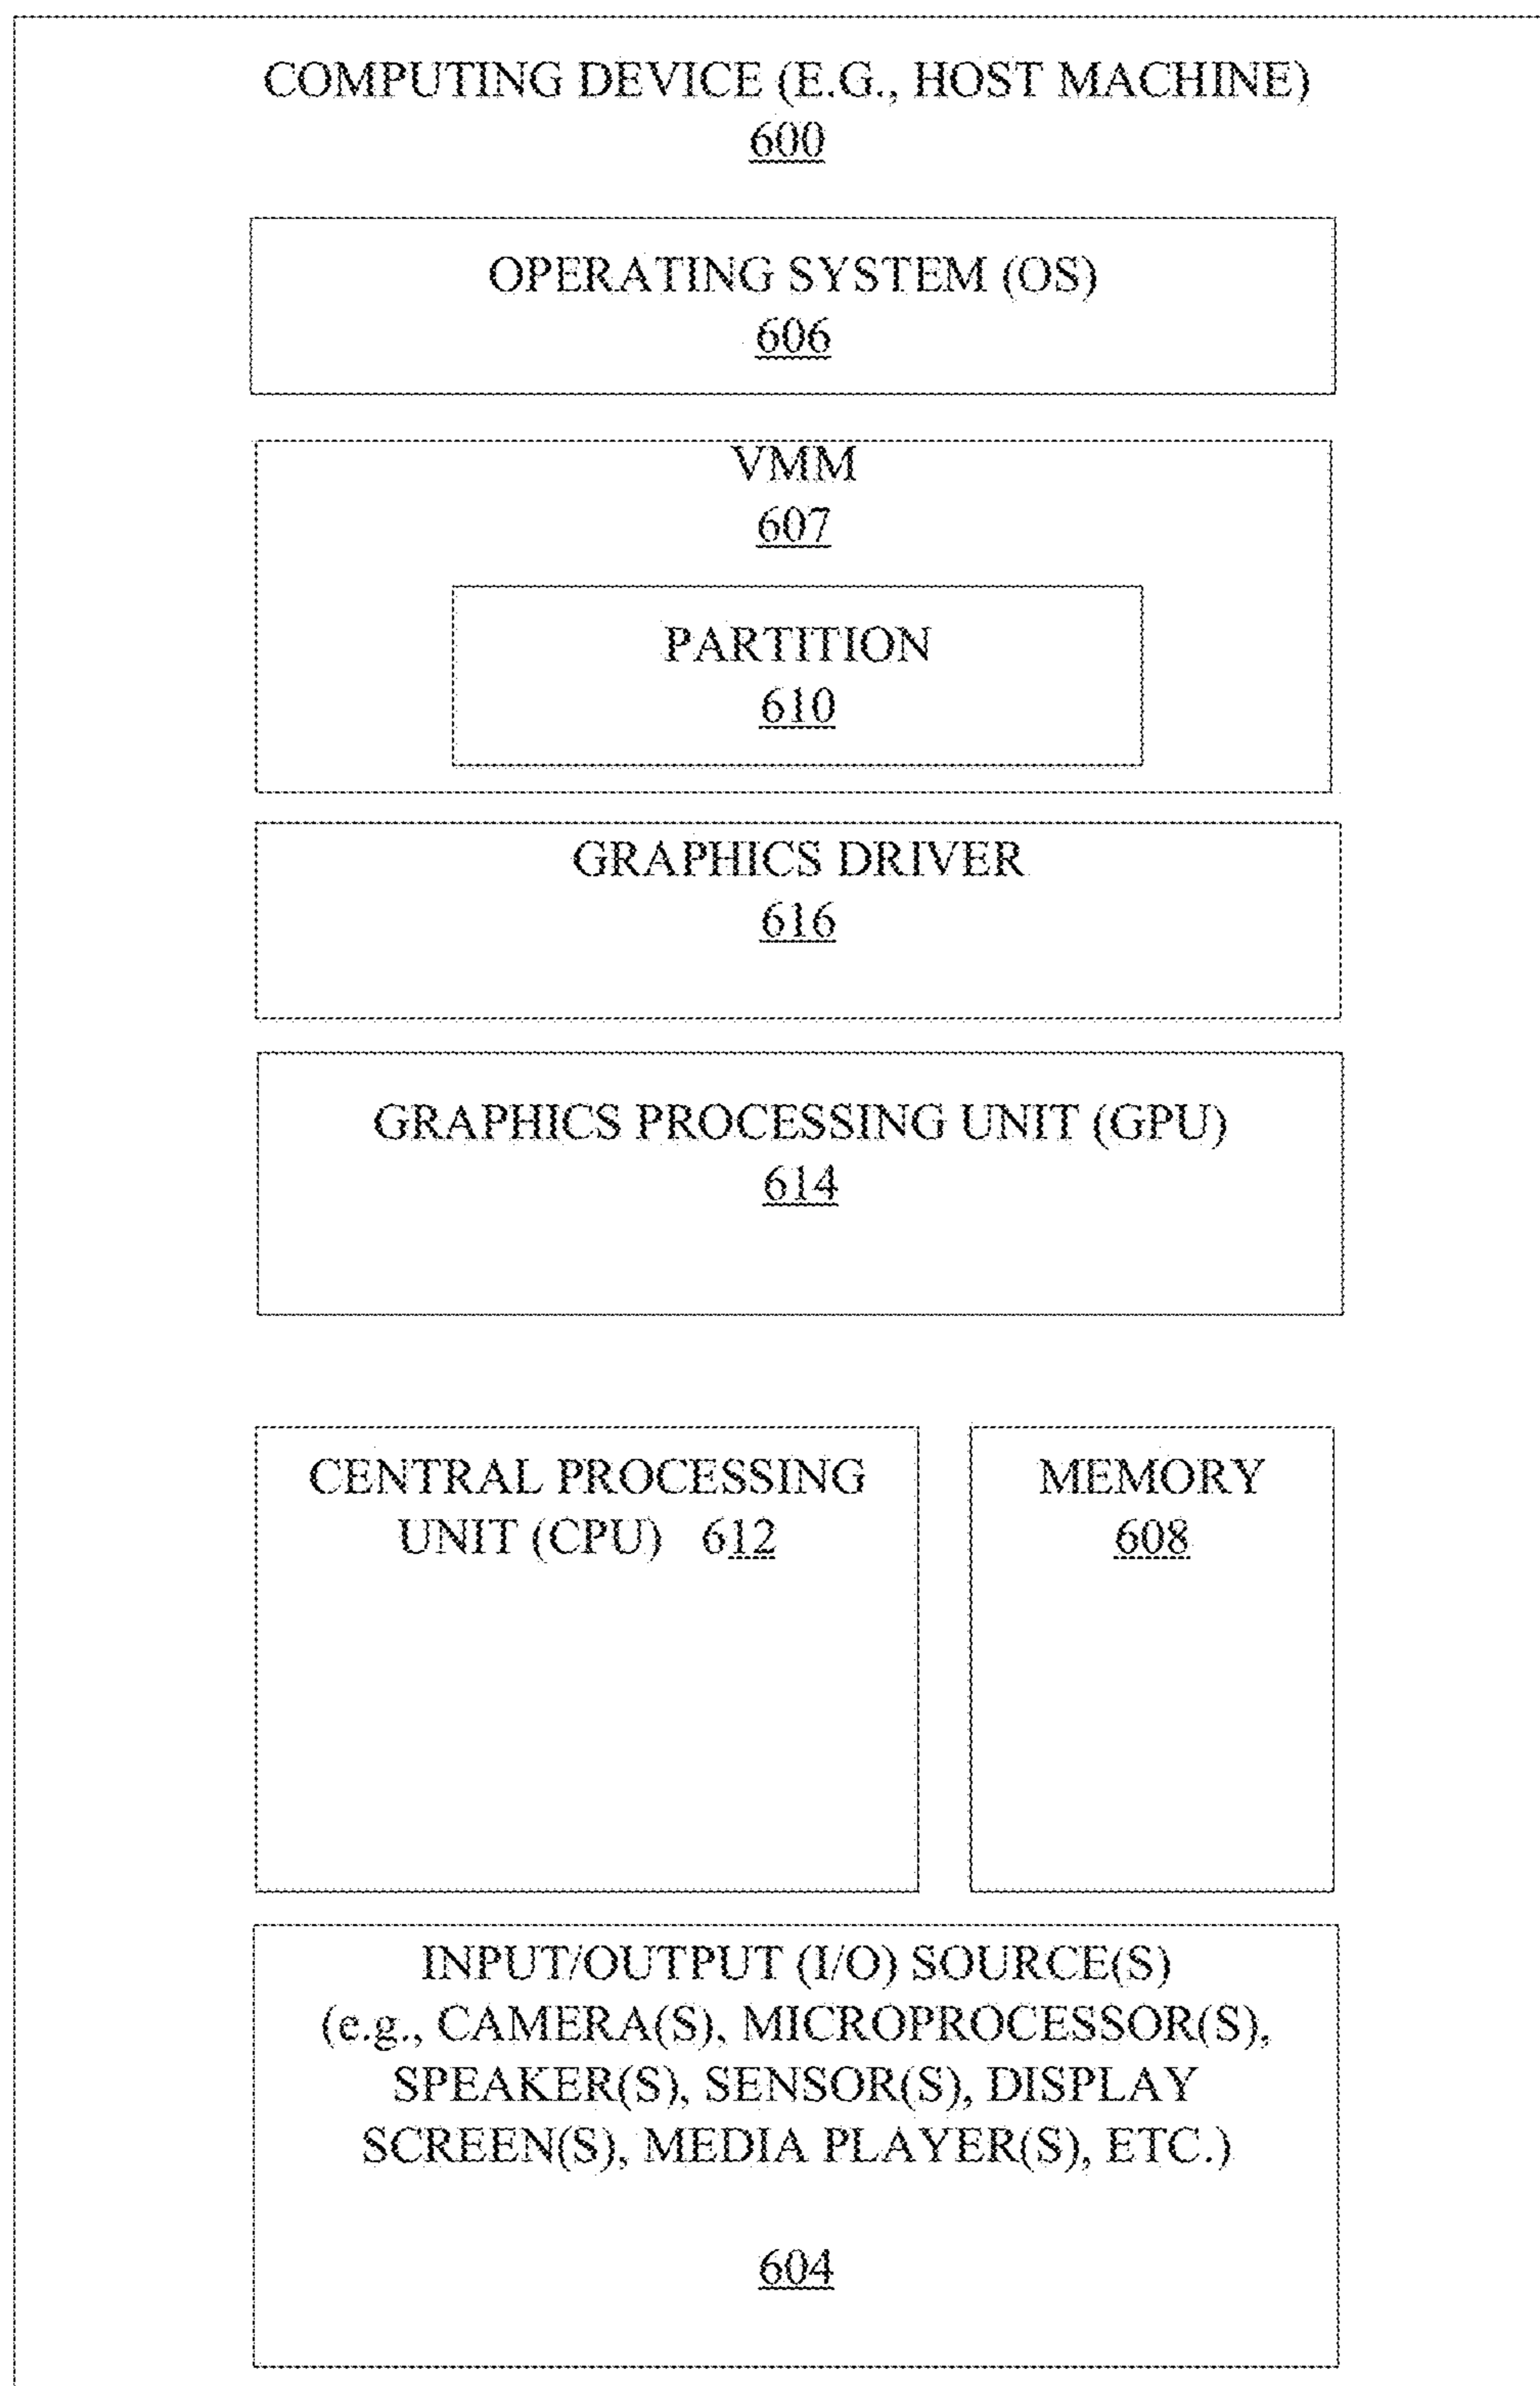 COMPUTING DEVICE (E.G., HOST MACHINE)
600
OPERATING SYSTEM (OS)
606
VMM
607
PARTITION
610
GRAPHICS DRIVER
616
GRAPHICS PROCESSING UNIT (GPU)
614
CENTRAL PROCESSING
UNIT (CPU) 612
MEMORY
608
INPUT/OUTPUT (I/O) SOURCE(S)
(e.g., CAMERA(S), MICROPROCESSOR(S),
SPEAKER(S), SENSOR(S), DISPLAY
SCREEN(S), MEDIA PLAYER(S), ETC.)
604